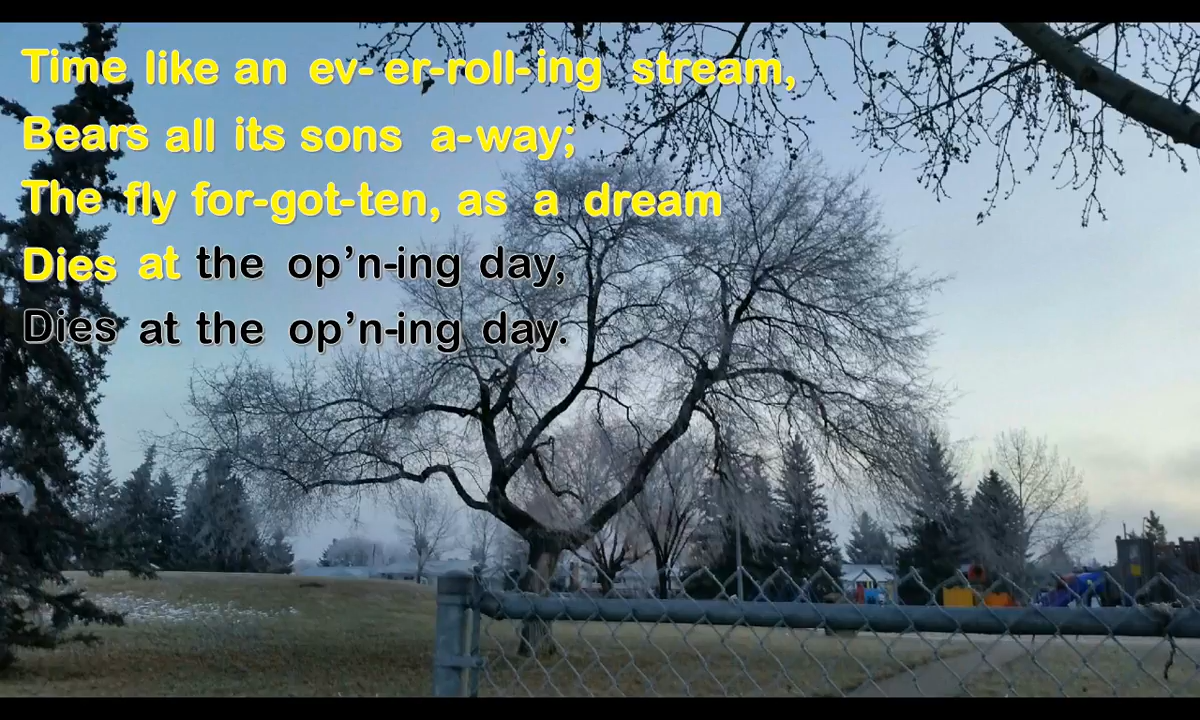 Time like an ev- er-roll-ing stream,
Bears all its sons a-way;
The fly for-got-ten, as a dream
Dies at the op’n-ing day,
Dies at the op’n-ing day.